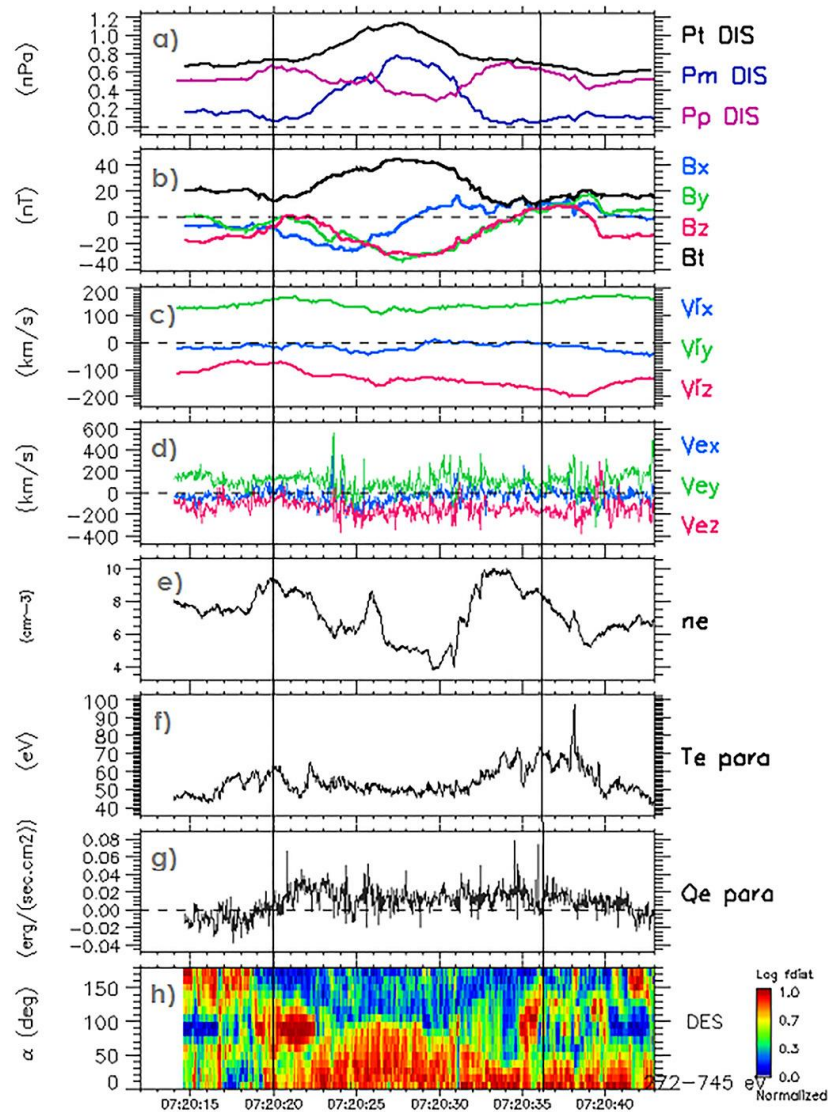 a)
(nPa)
1.2
1.0
0.8
0.6
0.4
0.2
0.0
Pt DIS
Pm DIS
Pp DIS
b)
(nT)
40
20
0
−20
−40
Bx
By
Bz
Bt
c)
(km/s)
200
100
0
−100
−200
Vix
Viy
Viz
d)
(km/s)
600
400
200
0
−200
−400
Vex
Vey
Vez
e)
(cm−3)
10
8
6
4
ne
f)
(eV)
100
90
80
70
60
50
40
Te para
g)
(erg/(sec.cm2))
0.08
0.06
0.04
0.02
0.00
−0.02
−0.04
Qe para
h)
α (deg)
150
100
50
0
DES
272−745 eV
Log fdist
1.0
0.7
0.3
0.0
Normalized
07:20:15 07:20:20 07:20:25 07:20:30 07:20:35 07:20:40